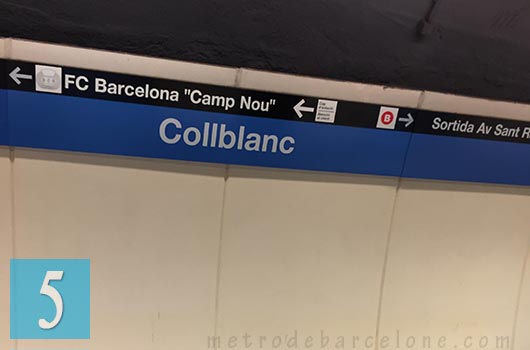 FC Barcelona "Camp Nou"
B
Sortida Av Sant R
Collblanc
5
metrodebarcelone.com